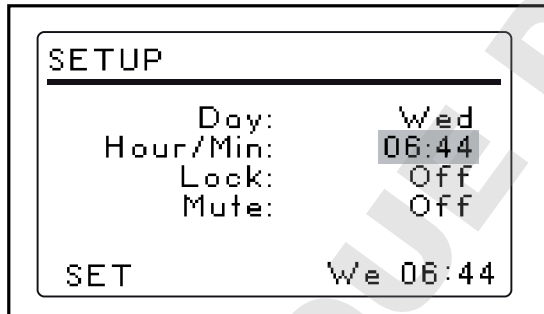 SETUP
Day: Wed
Hour/Min: 06:44
Lock: Off
Mute: Off
SET We 06:44